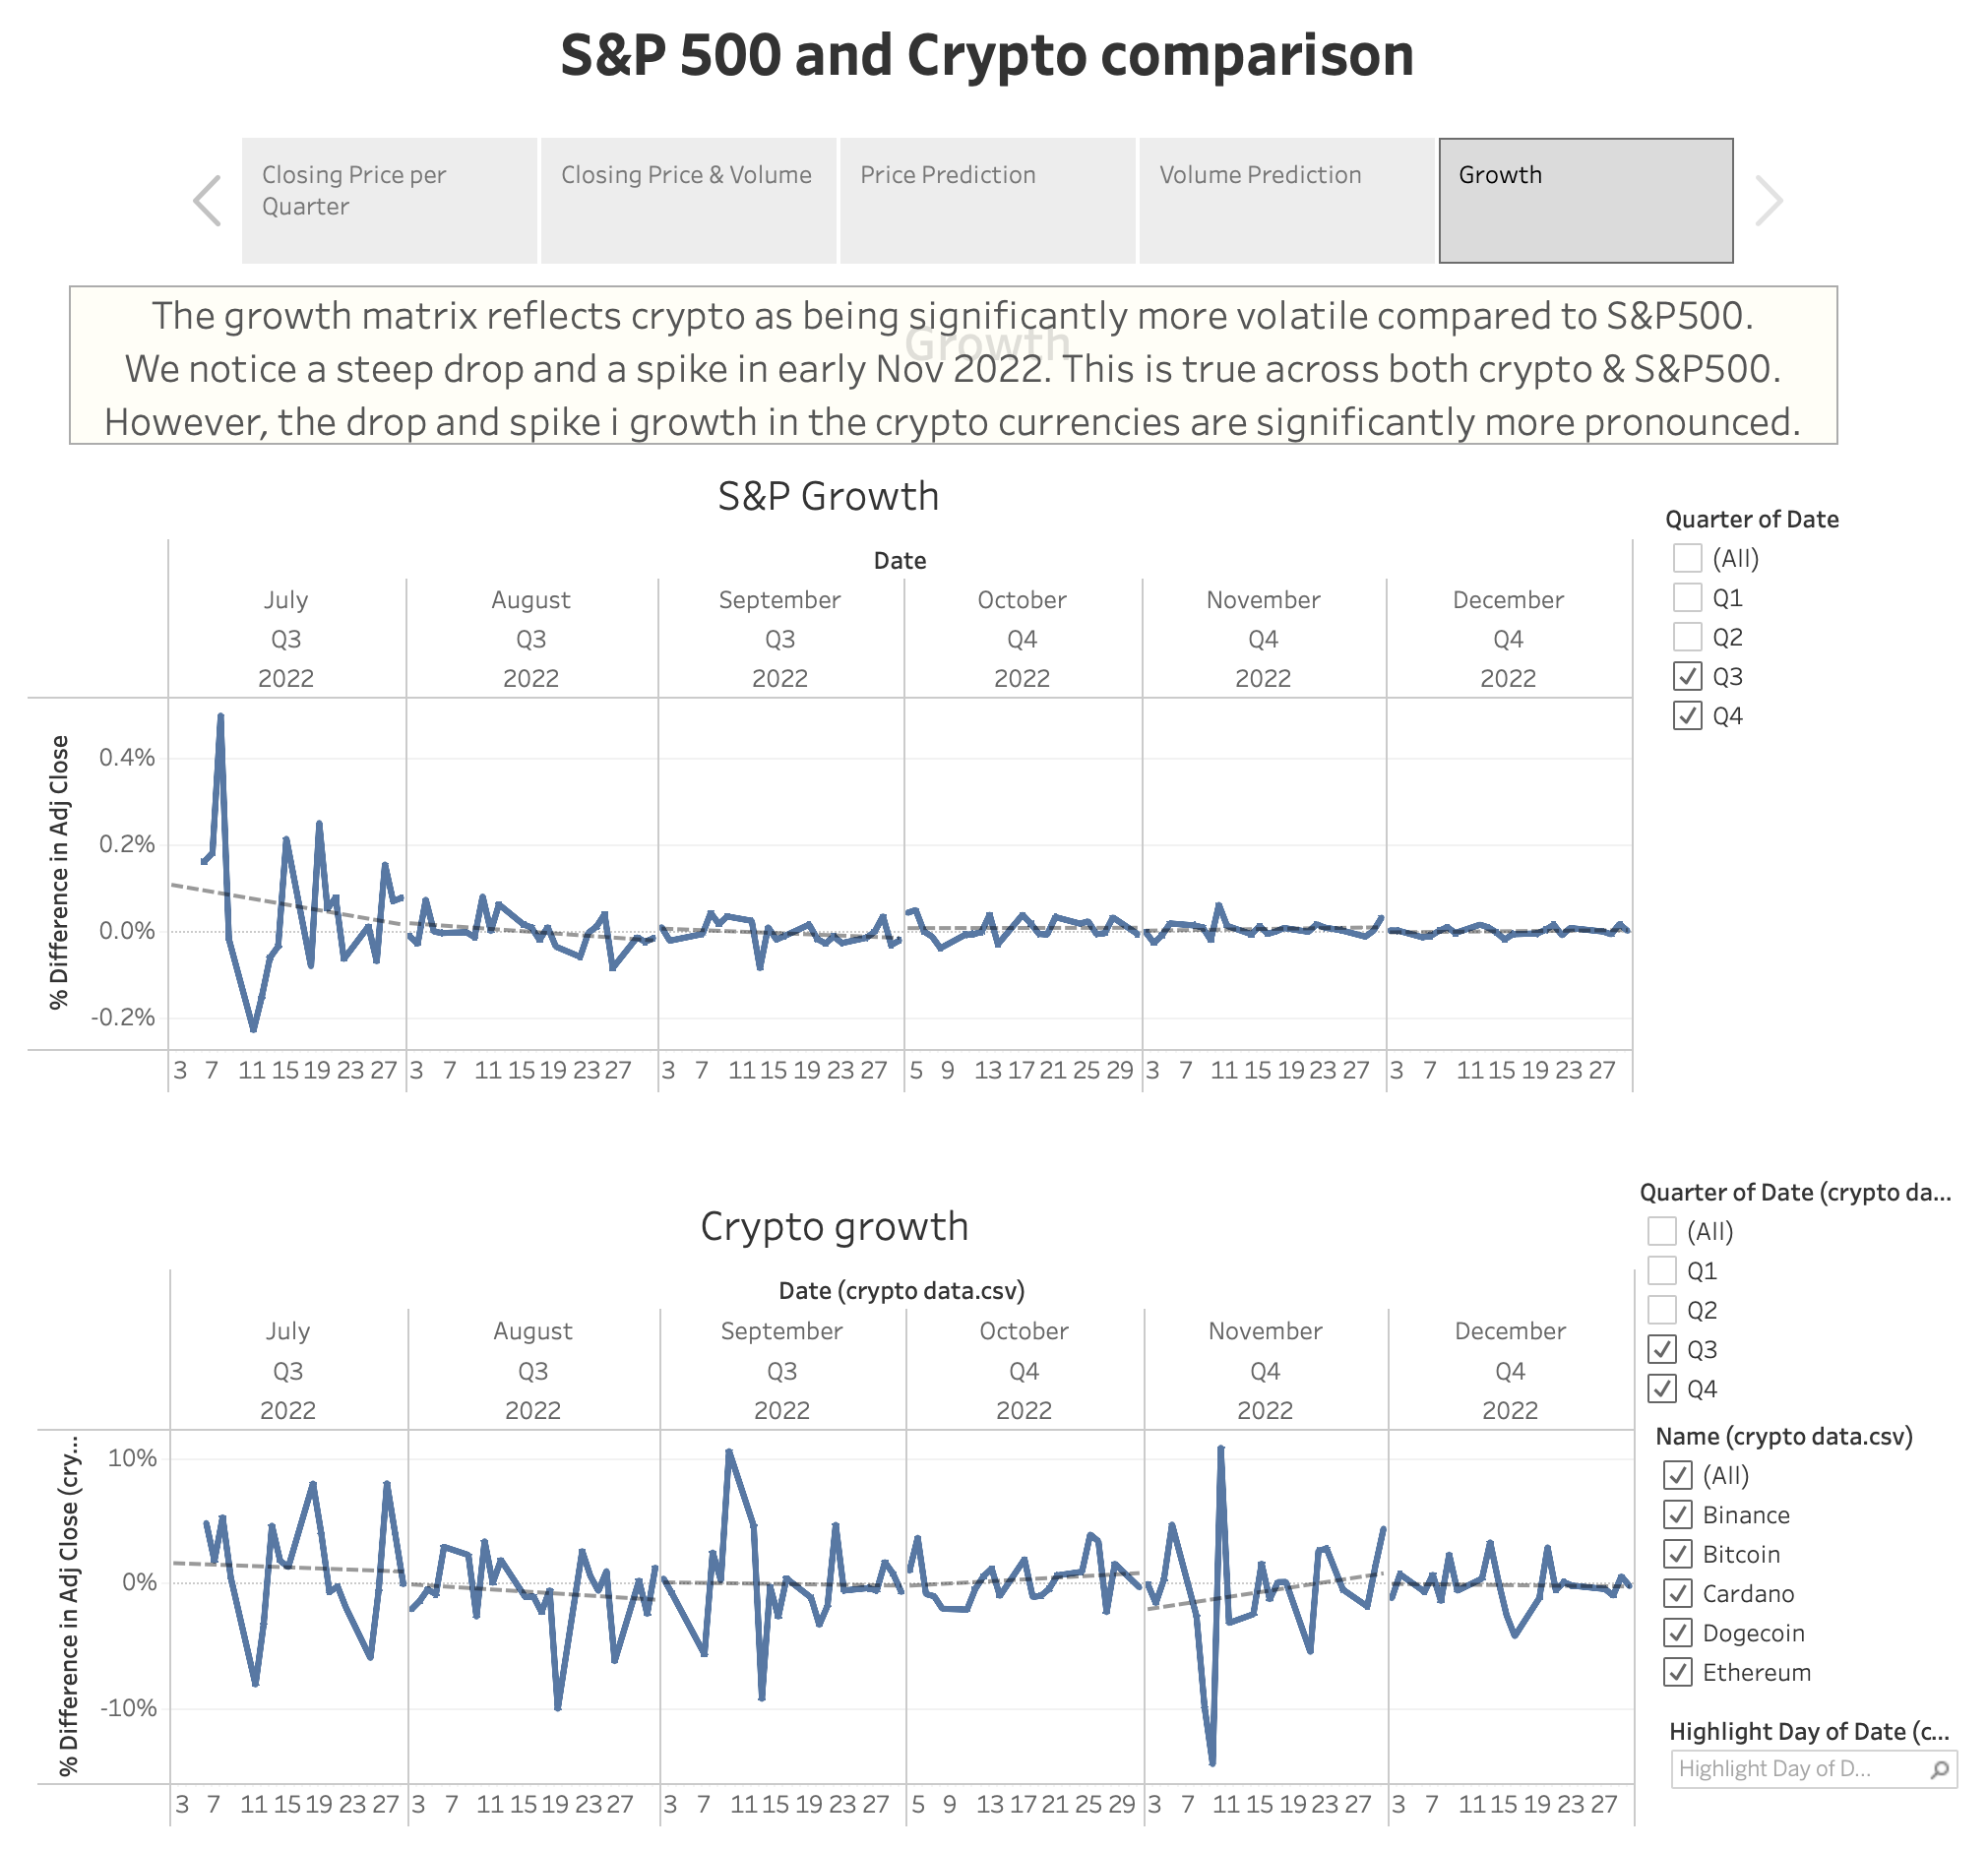 S&P 500 and Crypto comparison
Closing Price per
Quarter
Closing Price & Volume
Price Prediction
Volume Prediction
Growth
Growth
The growth matrix reflects crypto as being significantly more volatile compared to S&P500.
We notice a steep drop and a spike in early Nov 2022. This is true across both crypto & S&P500.
However, the drop and spike i growth in the crypto currencies are significantly more pronounced.
S&P Growth
Date
July August September October November December
Q3 Q3 Q3 Q4 Q4 Q4
2022 2022 2022 2022 2022 2022
% Difference in Adj Close
0.4%
0.2%
0.0%
-0.2%
3 7 11 15 19 23 27 3 7 11 15 19 23 27 3 7 11 15 19 23 27 5 9 13 17 21 25 29 3 7 11 15 19 23 27 3 7 11 15 19 23 27
Quarter of Date
(All)
Q1
Q2
Q3
Q4
Crypto growth
Date (crypto data.csv)
July August September October November December
Q3 Q3 Q3 Q4 Q4 Q4
2022 2022 2022 2022 2022 2022
% Difference in Adj Close (cry...
10%
0%
-10%
3 7 11 15 19 23 27 3 7 11 15 19 23 27 3 7 11 15 19 23 27 5 9 13 17 21 25 29 3 7 11 15 19 23 27 3 7 11 15 19 23 27
Quarter of Date (crypto da...
(All)
Q1
Q2
Q3
Q4
Name (crypto data.csv)
(All)
Binance
Bitcoin
Cardano
Dogecoin
Ethereum
Highlight Day of Date (c...
Highlight Day of D...